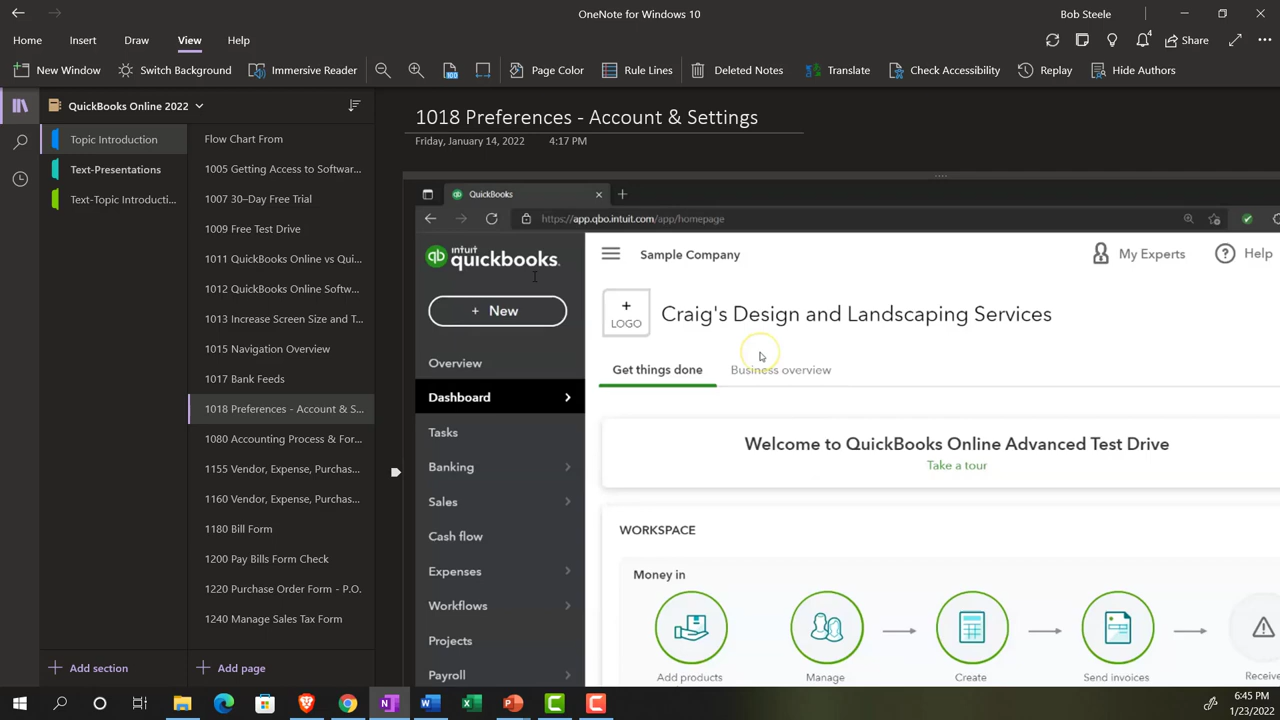 OneNote for Windows 10
Bob Steele
Home
Insert
Draw
View
Help
Share
New Window
Switch Background
Immersive Reader
Page Color
Rule Lines
Deleted Notes
Translate
Check Accessibility
Replay
Hide Authors
QuickBooks Online 2022
Topic Introduction
Text-Presentations
Text-Topic Introducti...
Flow Chart From
1005 Getting Access to Softwar...
1007 30–Day Free Trial
1009 Free Test Drive
1011 QuickBooks Online vs Qui...
1012 QuickBooks Online Softw...
1013 Increase Screen Size and T...
1015 Navigation Overview
1017 Bank Feeds
1018 Preferences - Account & S...
1080 Accounting Process & For...
1155 Vendor, Expense, Purchas...
1160 Vendor, Expense, Purchas...
1180 Bill Form
1200 Pay Bills Form Check
1220 Purchase Order Form - P.O.
1240 Manage Sales Tax Form
Add section
Add page
1018 Preferences - Account & Settings
Friday, January 14, 2022 4:17 PM
QuickBooks
https://app.qbo.intuit.com/app/homepage
qb intuit quickbooks.
Sample Company
My Experts
Help
+ New
+ LOGO
Craig's Design and Landscaping Services
Get things done
Business overview
Overview
Dashboard
Tasks
Banking
Sales
Cash flow
Expenses
Workflows
Projects
Payroll
Welcome to QuickBooks Online Advanced Test Drive
Take a tour
WORKSPACE
Money in
Add products
Manage
Create
Send invoices
Receive
6:45 PM
1/23/2022